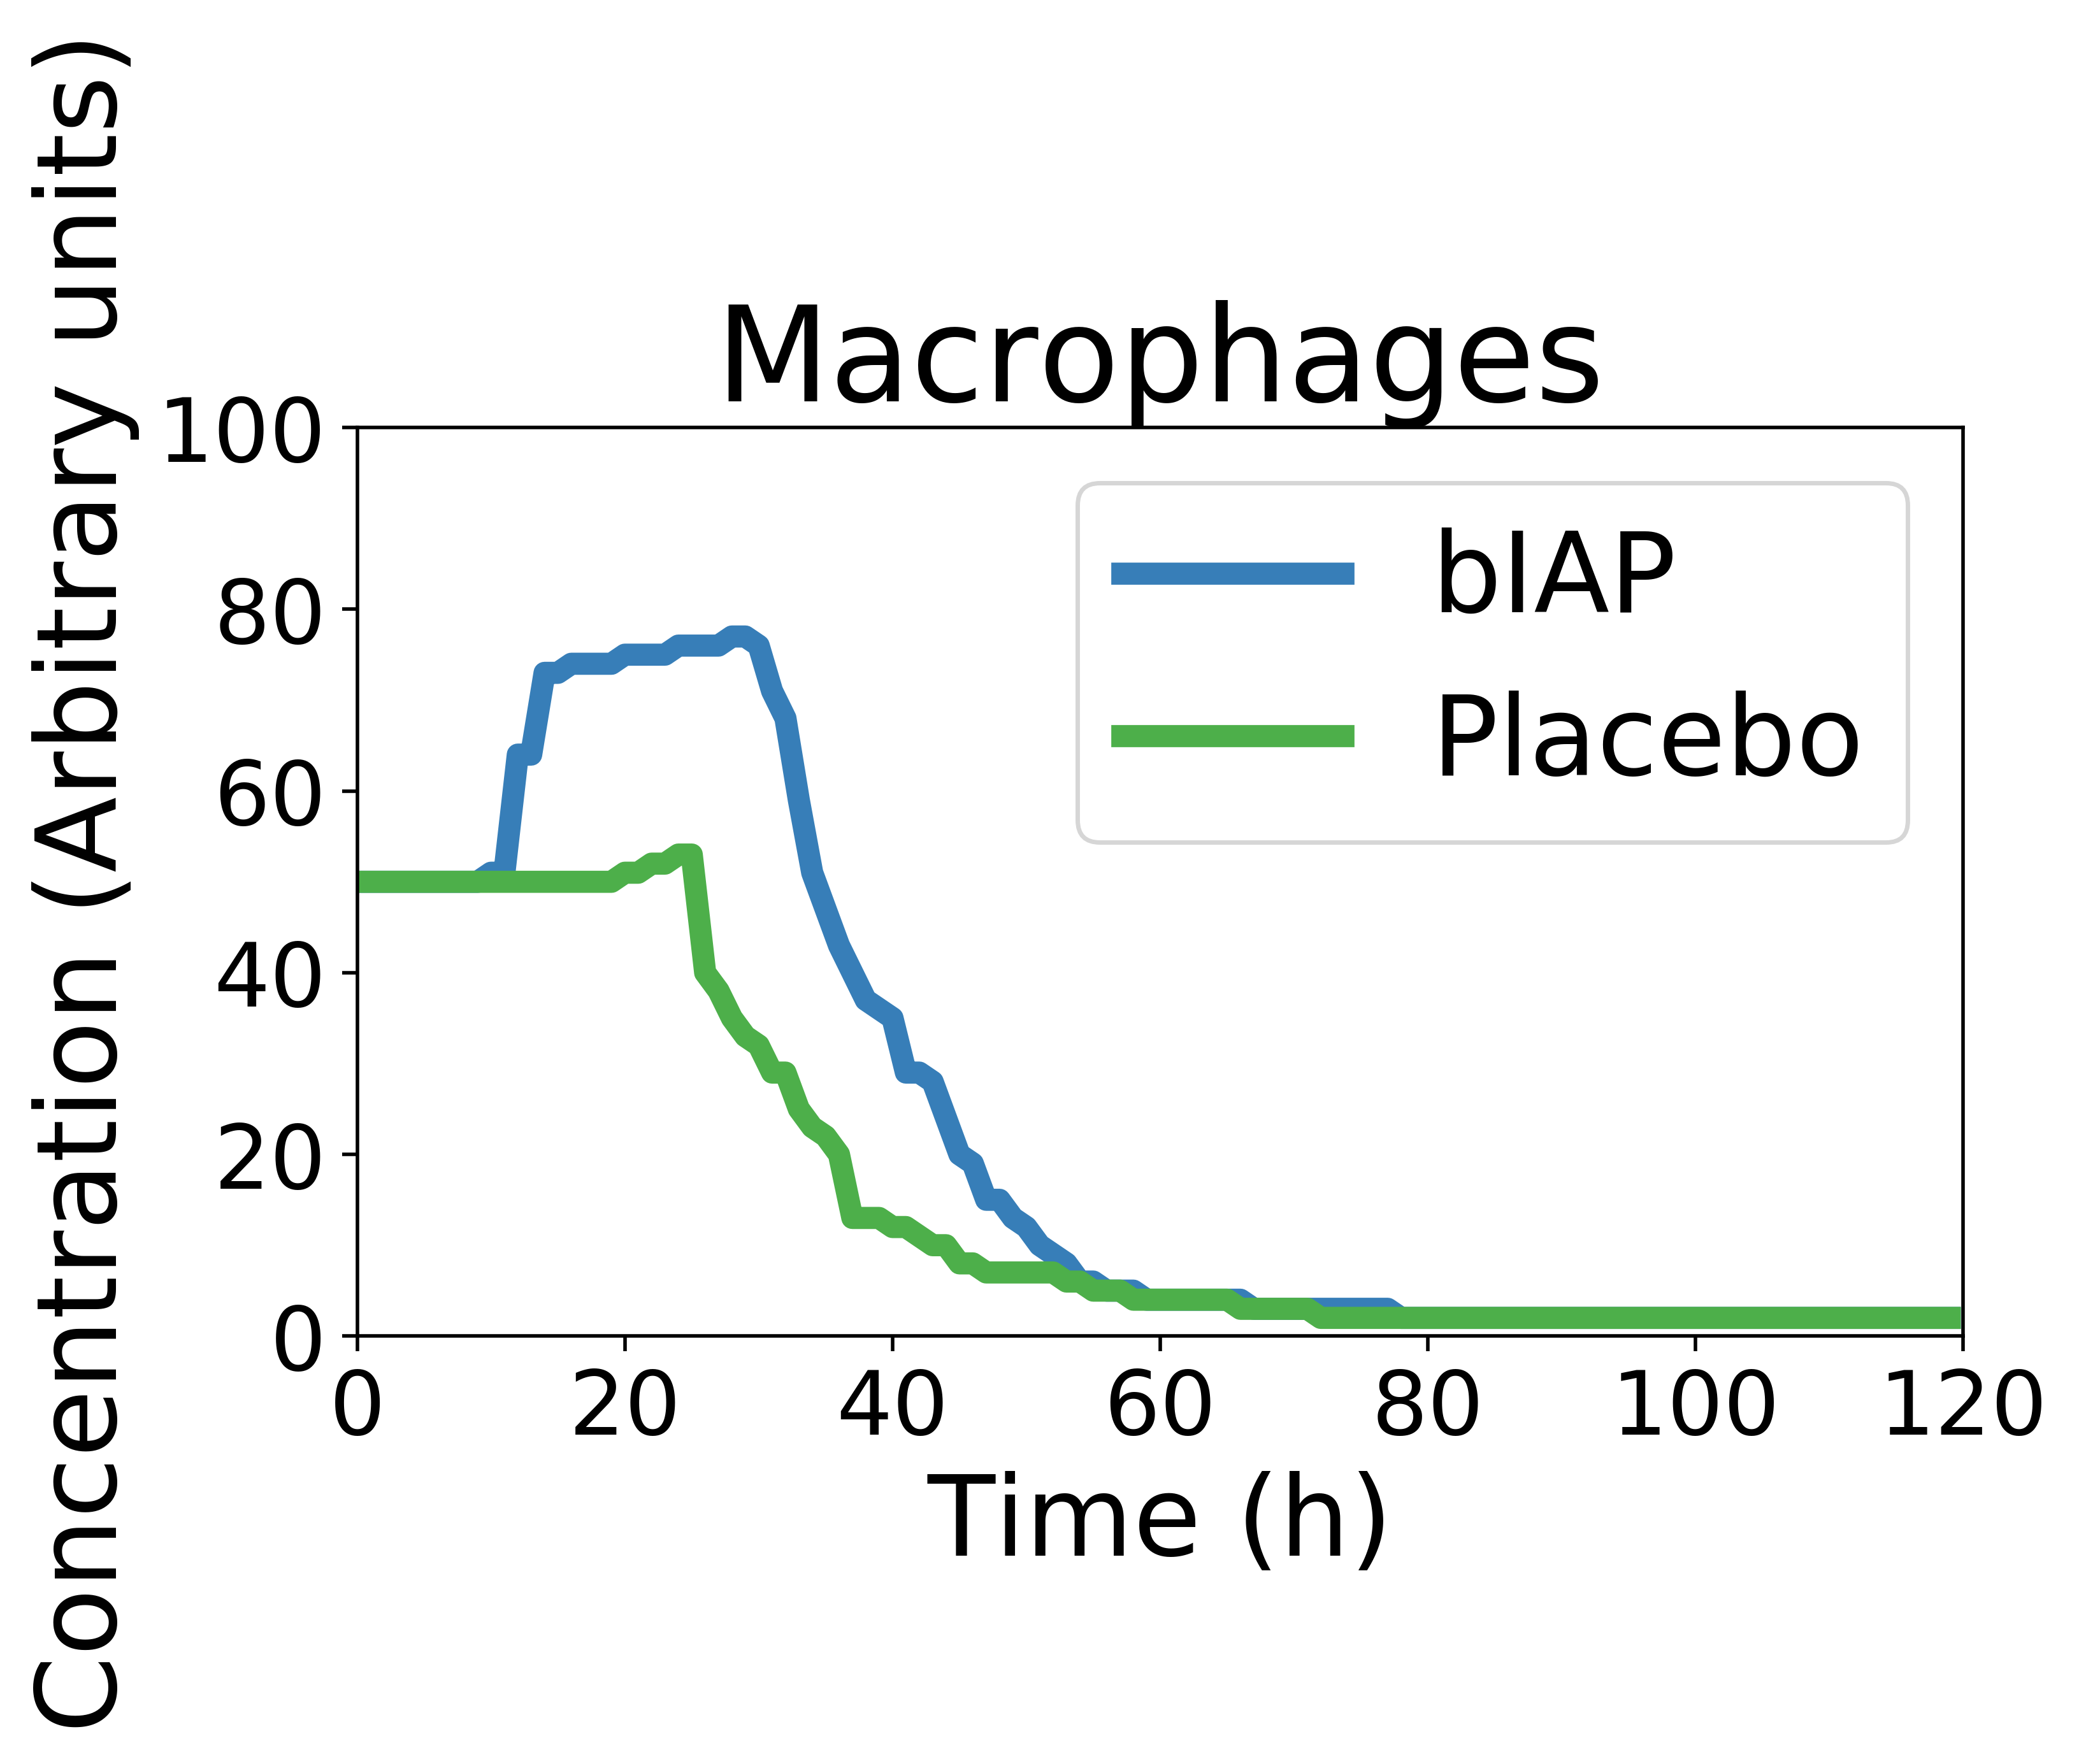 Macrophages
Concentration (Arbitrary units)
100
80
60
40
20
0
bIAP
Placebo
0 20 40 60 80 100 120
Time (h)